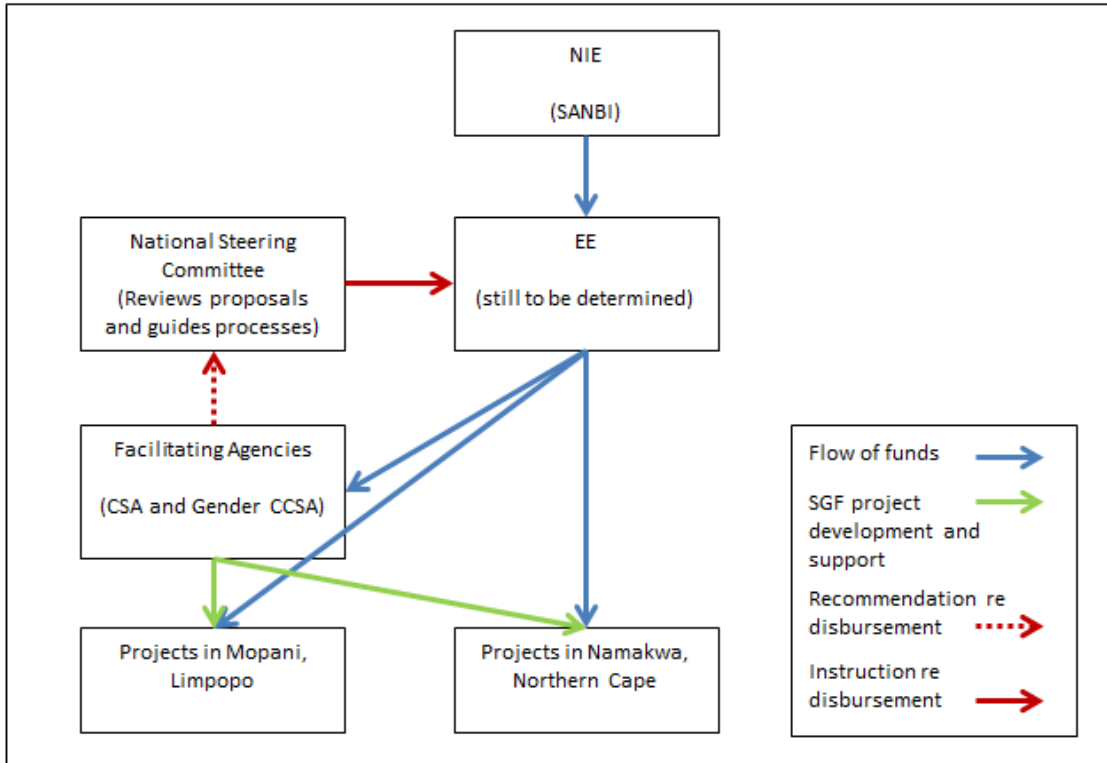 NIE
(SANBI)
National Steering
Committee
(Reviews proposals
and guides processes)
EE
(still to be determined)
Facilitating Agencies
(CSA and Gender CCSA)
Projects in Mopani,
Limpopo
Projects in Namakwa,
Northern Cape
Flow of funds
SGF project
development and
support
Recommendation re
disbursement
Instruction re
disbursement